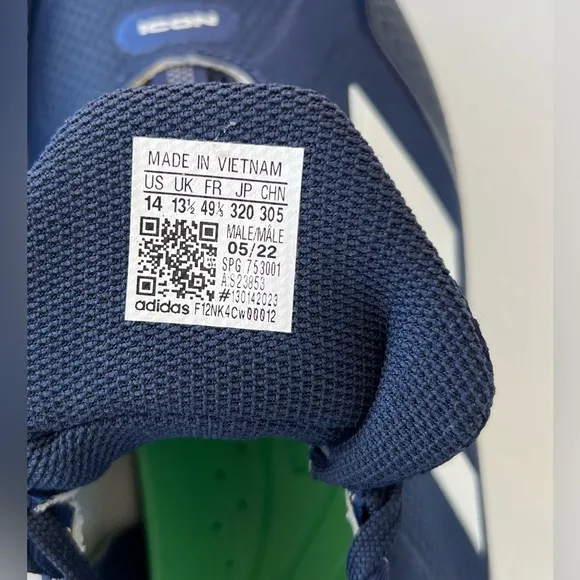 ICON
MADE IN VIETNAM
US UK FR JP CHN
14 13½ 49⅓ 320 305
MALE/MÂLE
05/22
SPG 753001
A.S23853
#130142023
adidas F12NK4Cw00012